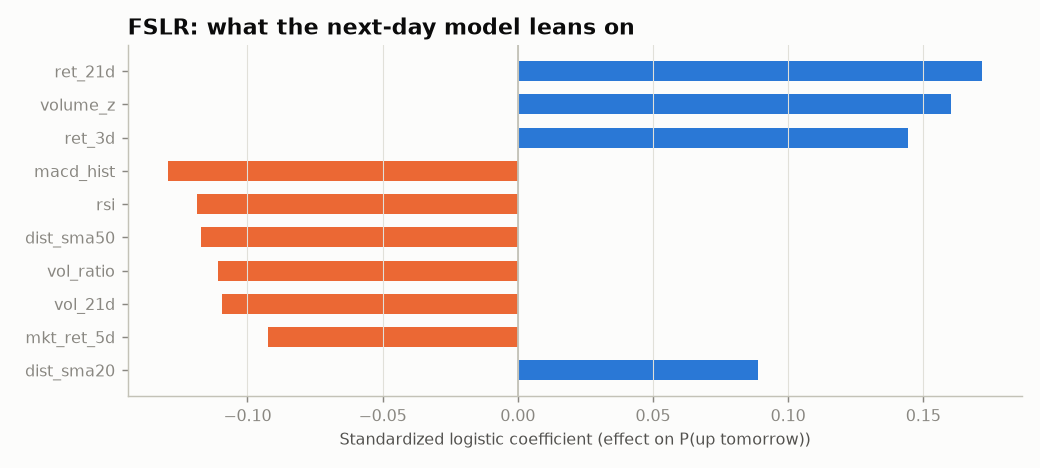 FSLR: what the next-day model leans on
ret_21d
volume_z
ret_3d
macd_hist
rsi
dist_sma50
vol_ratio
vol_21d
mkt_ret_5d
dist_sma20
−0.10 −0.05 0.00 0.05 0.10 0.15
Standardized logistic coefficient (effect on P(up tomorrow))